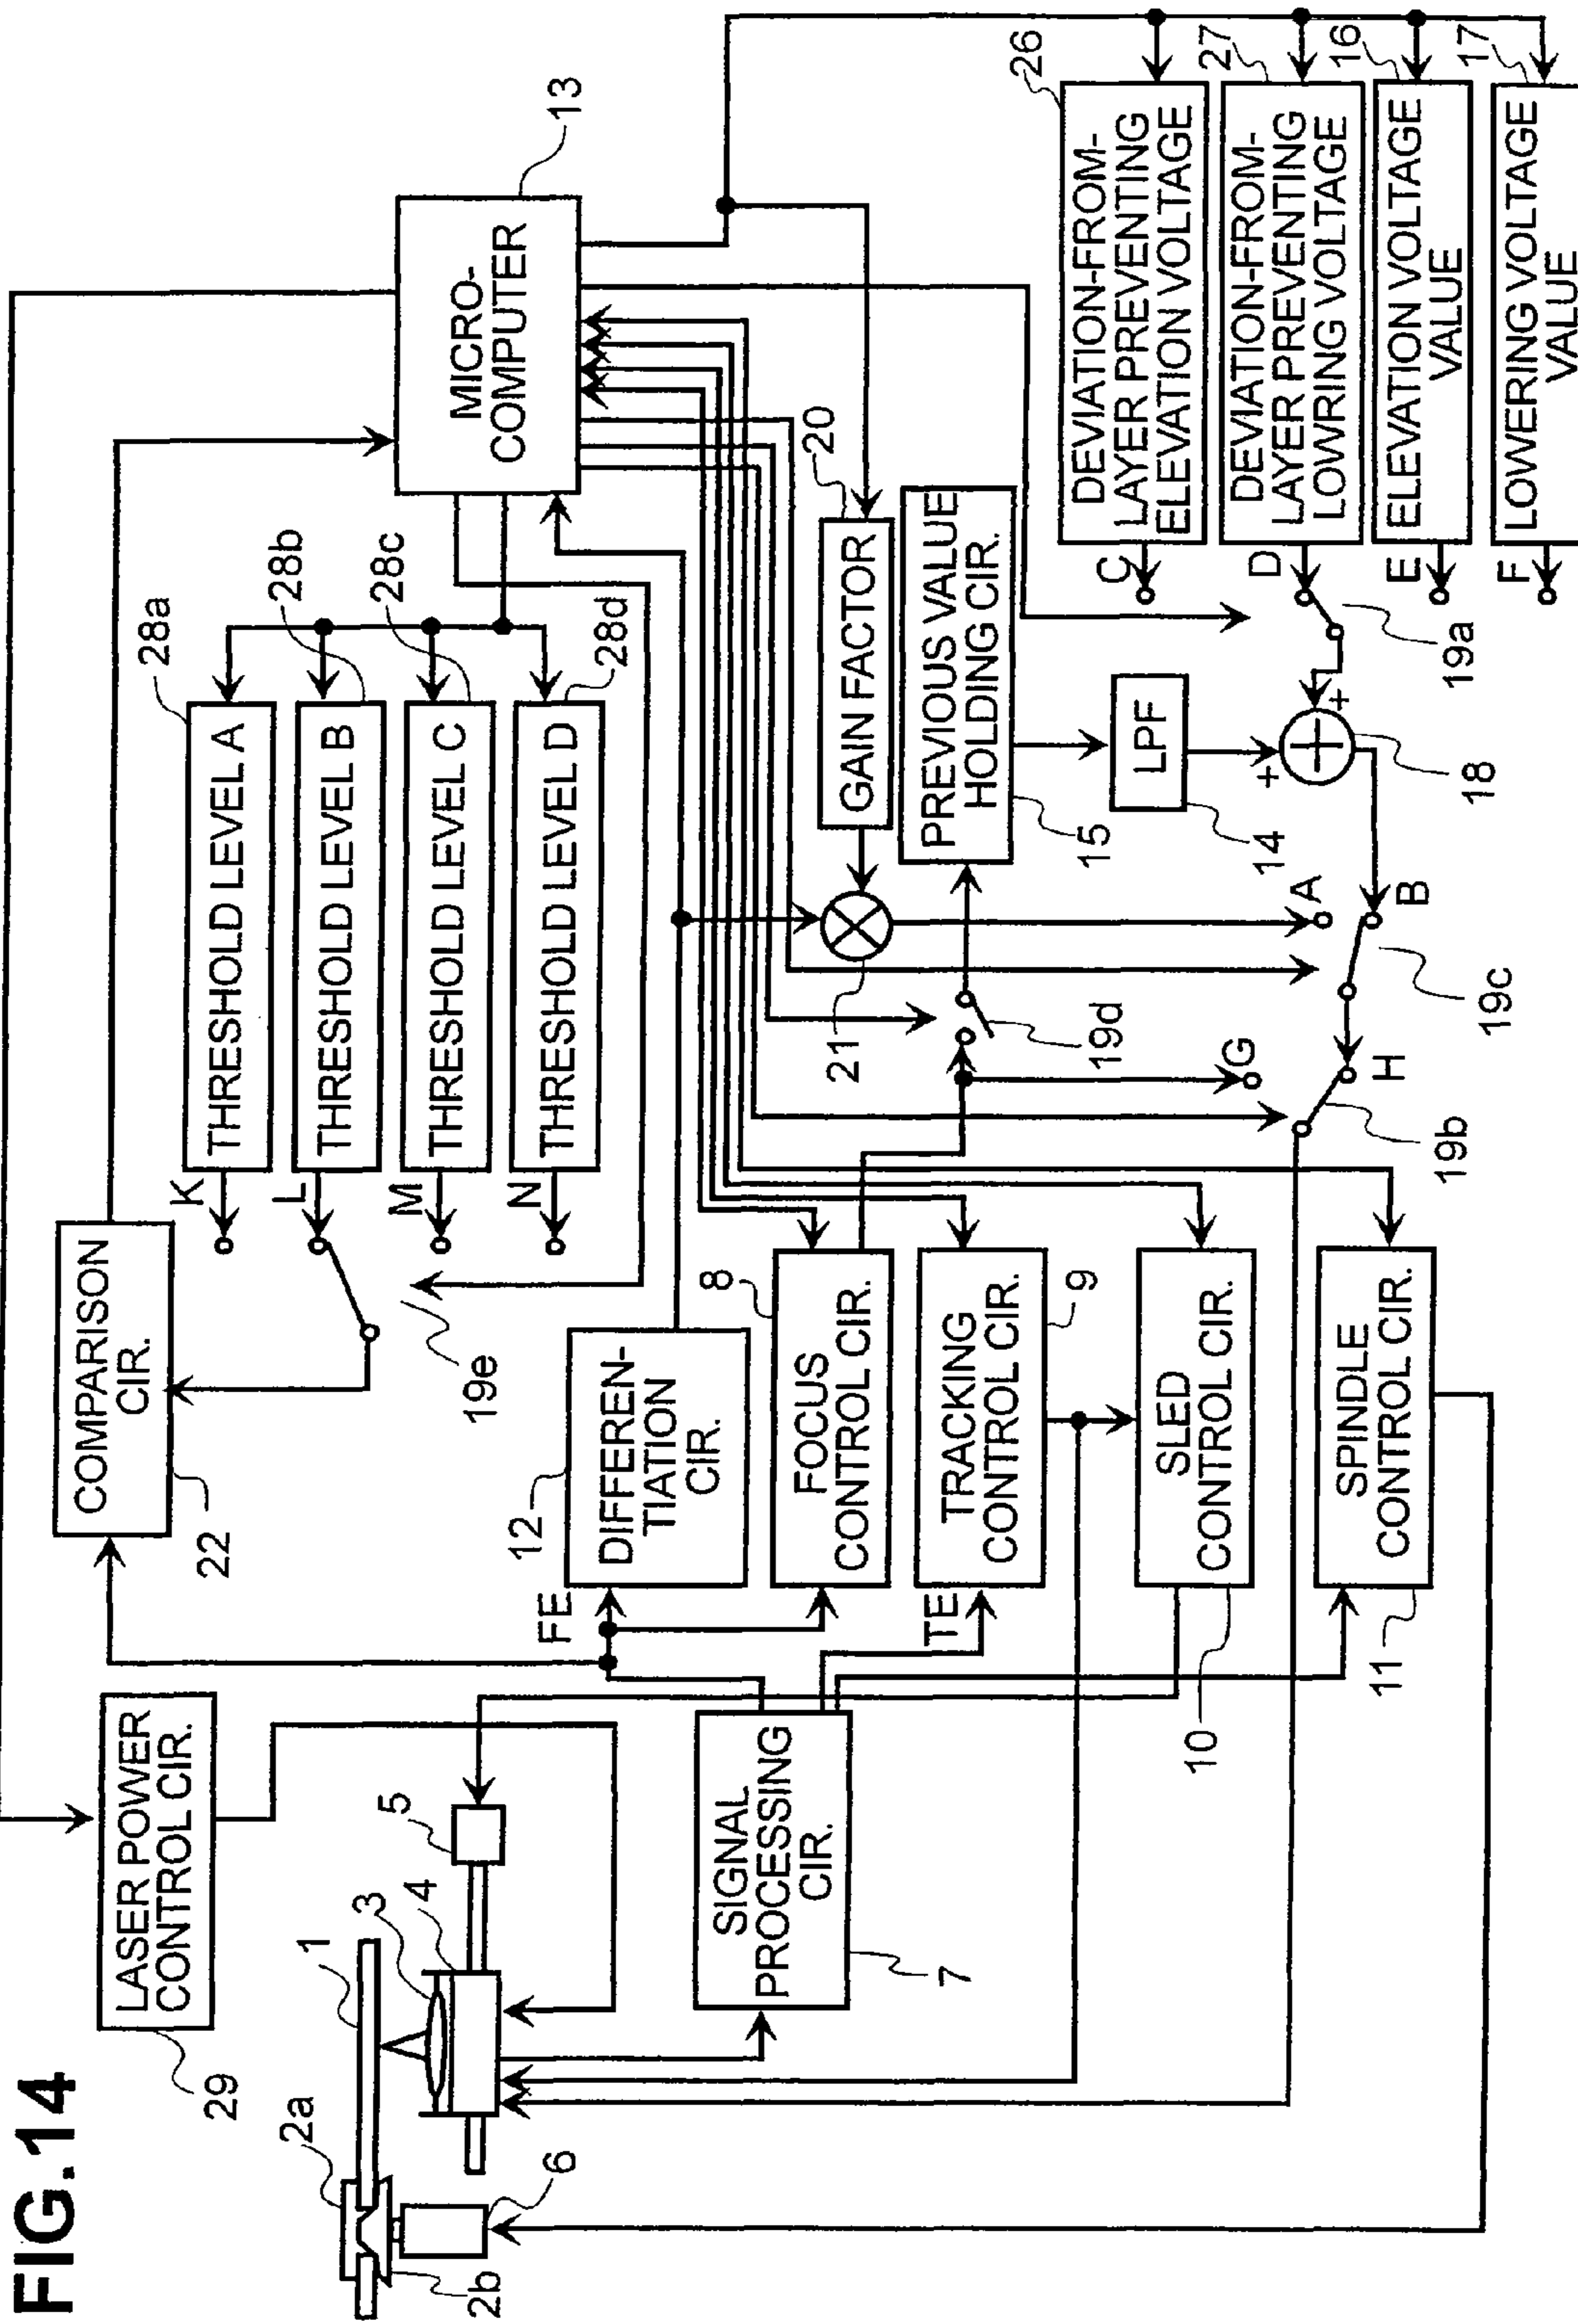 FIG.14
LASER POWER
CONTROL CIR.
29
COMPARISON
CIR.
22
1
2a
2b
3
4
5
6
K
L
M
N
THRESHOLD LEVEL A
28a
THRESHOLD LEVEL B
28b
THRESHOLD LEVEL C
28c
THRESHOLD LEVEL D
28d
19e
MICRO-
COMPUTER
13
SIGNAL
PROCESSING
CIR.
7
FE
TE
12
DIFFEREN-
TIATION
CIR.
8
FOCUS
CONTROL CIR.
TRACKING
CONTROL CIR.
9
SLED
CONTROL CIR.
10
SPINDLE
CONTROL CIR.
11
21
GAIN FACTOR
20
19d
PREVIOUS VALUE
HOLDING CIR.
15
LPF
14
+
+
18
G
H
19b
A
B
19c
19a
C
DEVIATION-FROM-
LAYER PREVENTING
ELEVATION VOLTAGE
26
D
DEVIATION-FROM-
LAYER PREVENTING
LOWRING VOLTAGE
27
E
ELEVATION VOLTAGE
VALUE
16
F
LOWERING VOLTAGE
VALUE
17